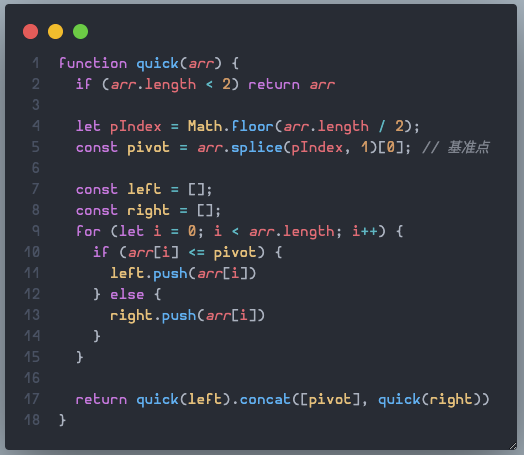 1 function quick(arr) {
2   if (arr.length < 2) return arr
3
4   let pIndex = Math.floor(arr.length / 2);
5   const pivot = arr.splice(pIndex, 1)[0]; // 基准点
6
7   const left = [];
8   const right = [];
9   for (let i = 0; i < arr.length; i++) {
10     if (arr[i] <= pivot) {
11       left.push(arr[i])
12     } else {
13       right.push(arr[i])
14     }
15   }
16
17   return quick(left).concat([pivot], quick(right))
18 }